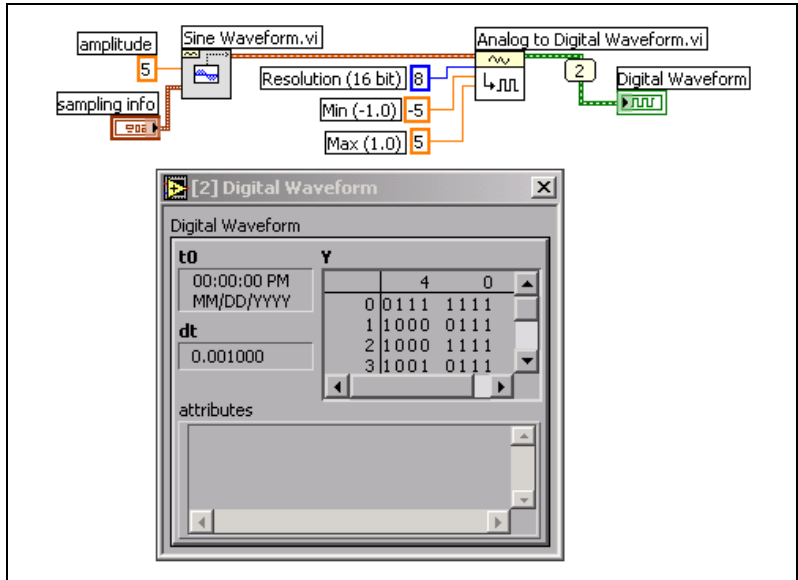 amplitude
Sine Waveform.vi
Analog to Digital Waveform.vi
5
Resolution (16 bit) 8
2
Digital Waveform
sampling info
Min (-1.0) -5
Max (1.0) 5
[2] Digital Waveform
Digital Waveform
t0
Y
00:00:00 PM
MM/DD/YYYY
4 0
0 0111 1111
1 1000 0111
2 1000 1111
3 1001 0111
dt
0.001000
attributes